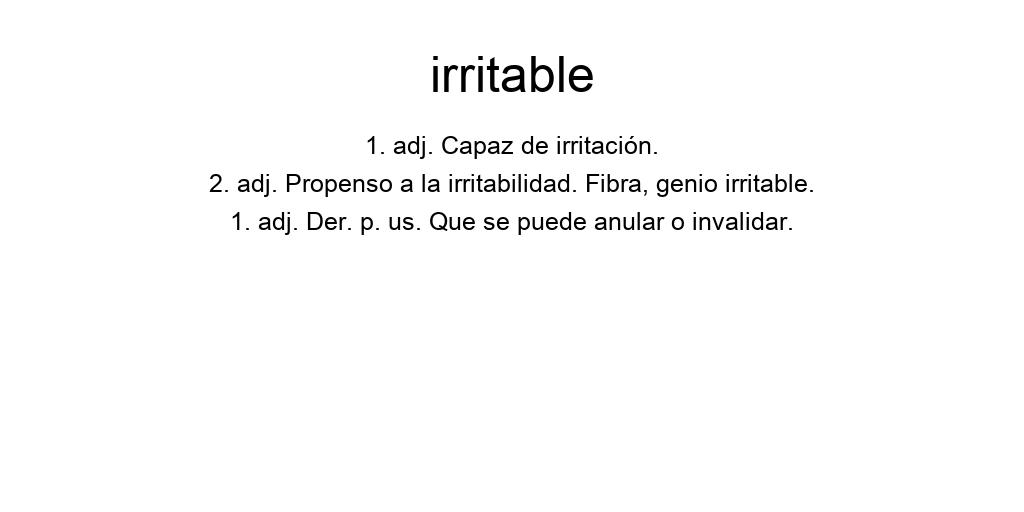 irritable
1. adj. Capaz de irritación.
2. adj. Propenso a la irritabilidad. Fibra, genio irritable.
1. adj. Der. p. us. Que se puede anular o invalidar.